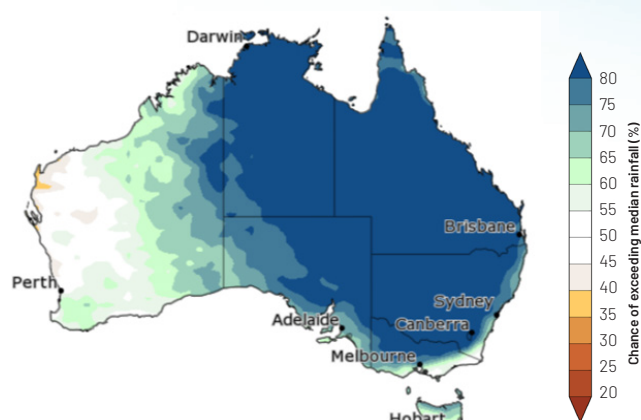 Darwin
Brisbane
Perth
Sydney
Adelaide
Canberra
Melbourne
Hobart
80
75
70
65
60
55
50
45
40
35
30
25
20
Chance of exceeding median rainfall (%)